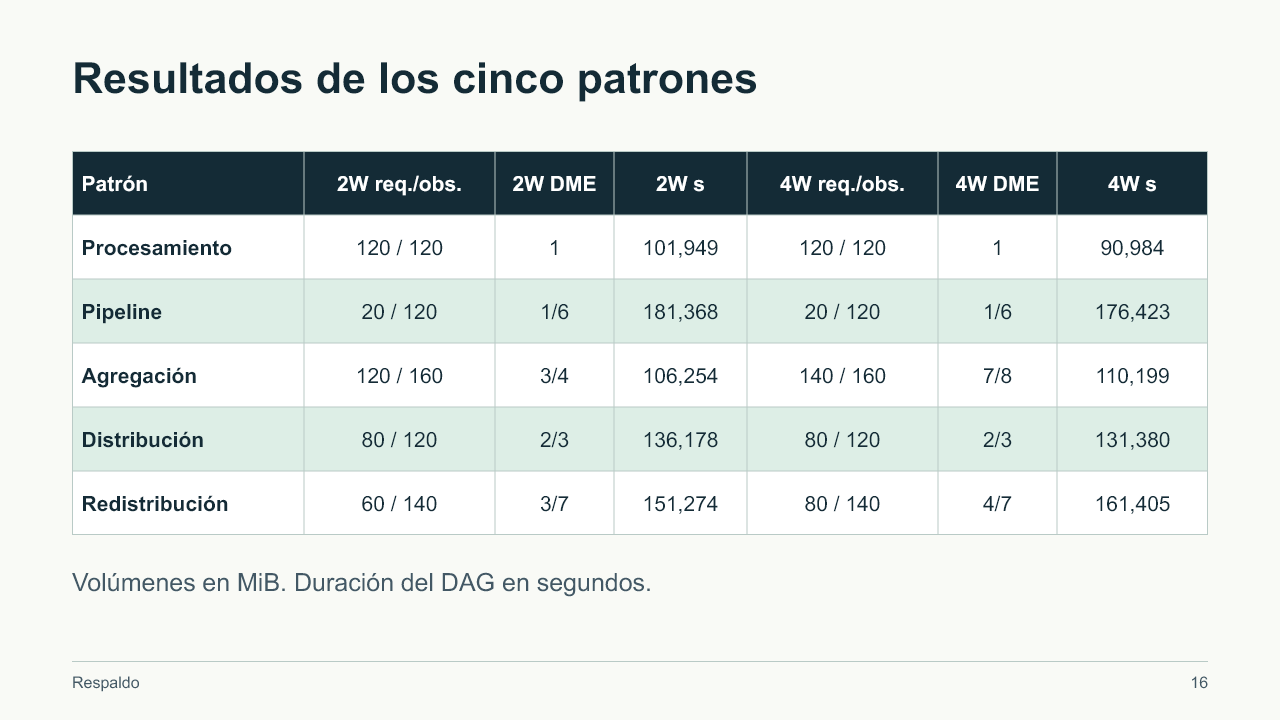 Resultados de los cinco patrones
Patrón 2W req./obs. 2W DME 2W s 4W req./obs. 4W DME 4W s
Procesamiento 120 / 120 1 101,949 120 / 120 1 90,984
Pipeline 20 / 120 1/6 181,368 20 / 120 1/6 176,423
Agregación 120 / 160 3/4 106,254 140 / 160 7/8 110,199
Distribución 80 / 120 2/3 136,178 80 / 120 2/3 131,380
Redistribución 60 / 140 3/7 151,274 80 / 140 4/7 161,405
Volúmenes en MiB. Duración del DAG en segundos.
Respaldo 16